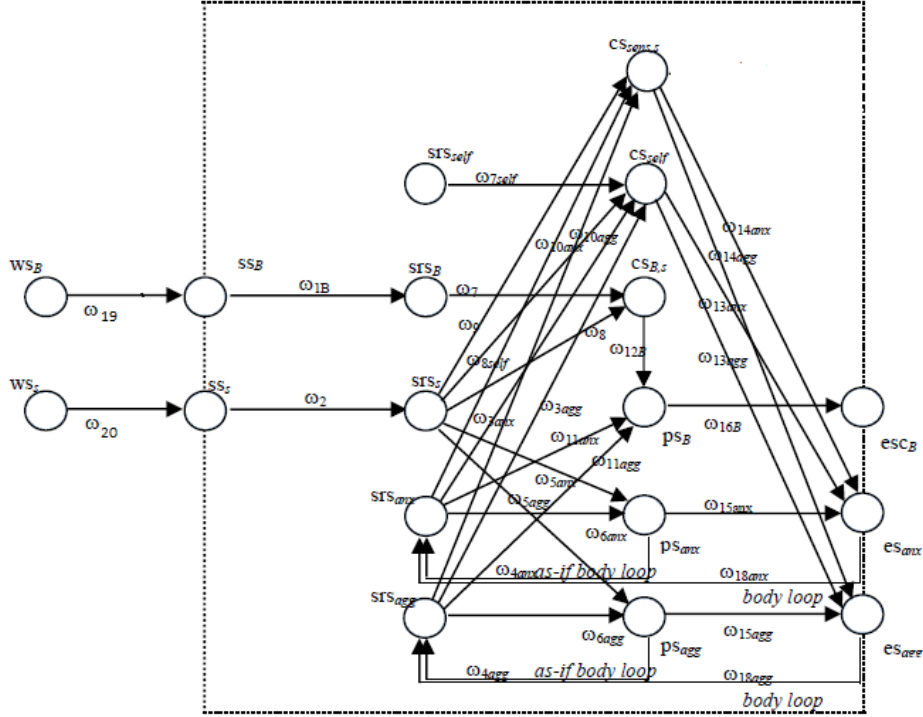 cs_sens,s
srs_self
cs_self
ω_7self
ω_14anx
ω_10anx
ω_10agg
ω_14agg
ws_B
ss_B
srs_B
cs_B,s
ω_1B
ω_7
ω_13anx
ω_19
ω_9
ω_8
ω_12B
ω_8self
ω_13agg
ws_s
ss_s
srs_s
ω_2
ω_20
ω_3anx
ω_3agg
ps_B
ω_16B
esc_B
ω_11anx
ω_11agg
ω_5anx
srs_anx
ω_5agg
ω_15anx
ω_6anx
ps_anx
es_anx
ω_4anx
as-if body loop
ω_18anx
srs_agg
body loop
ω_6agg
ps_agg
ω_15agg
es_agg
ω_4agg
as-if body loop
ω_18agg
body loop